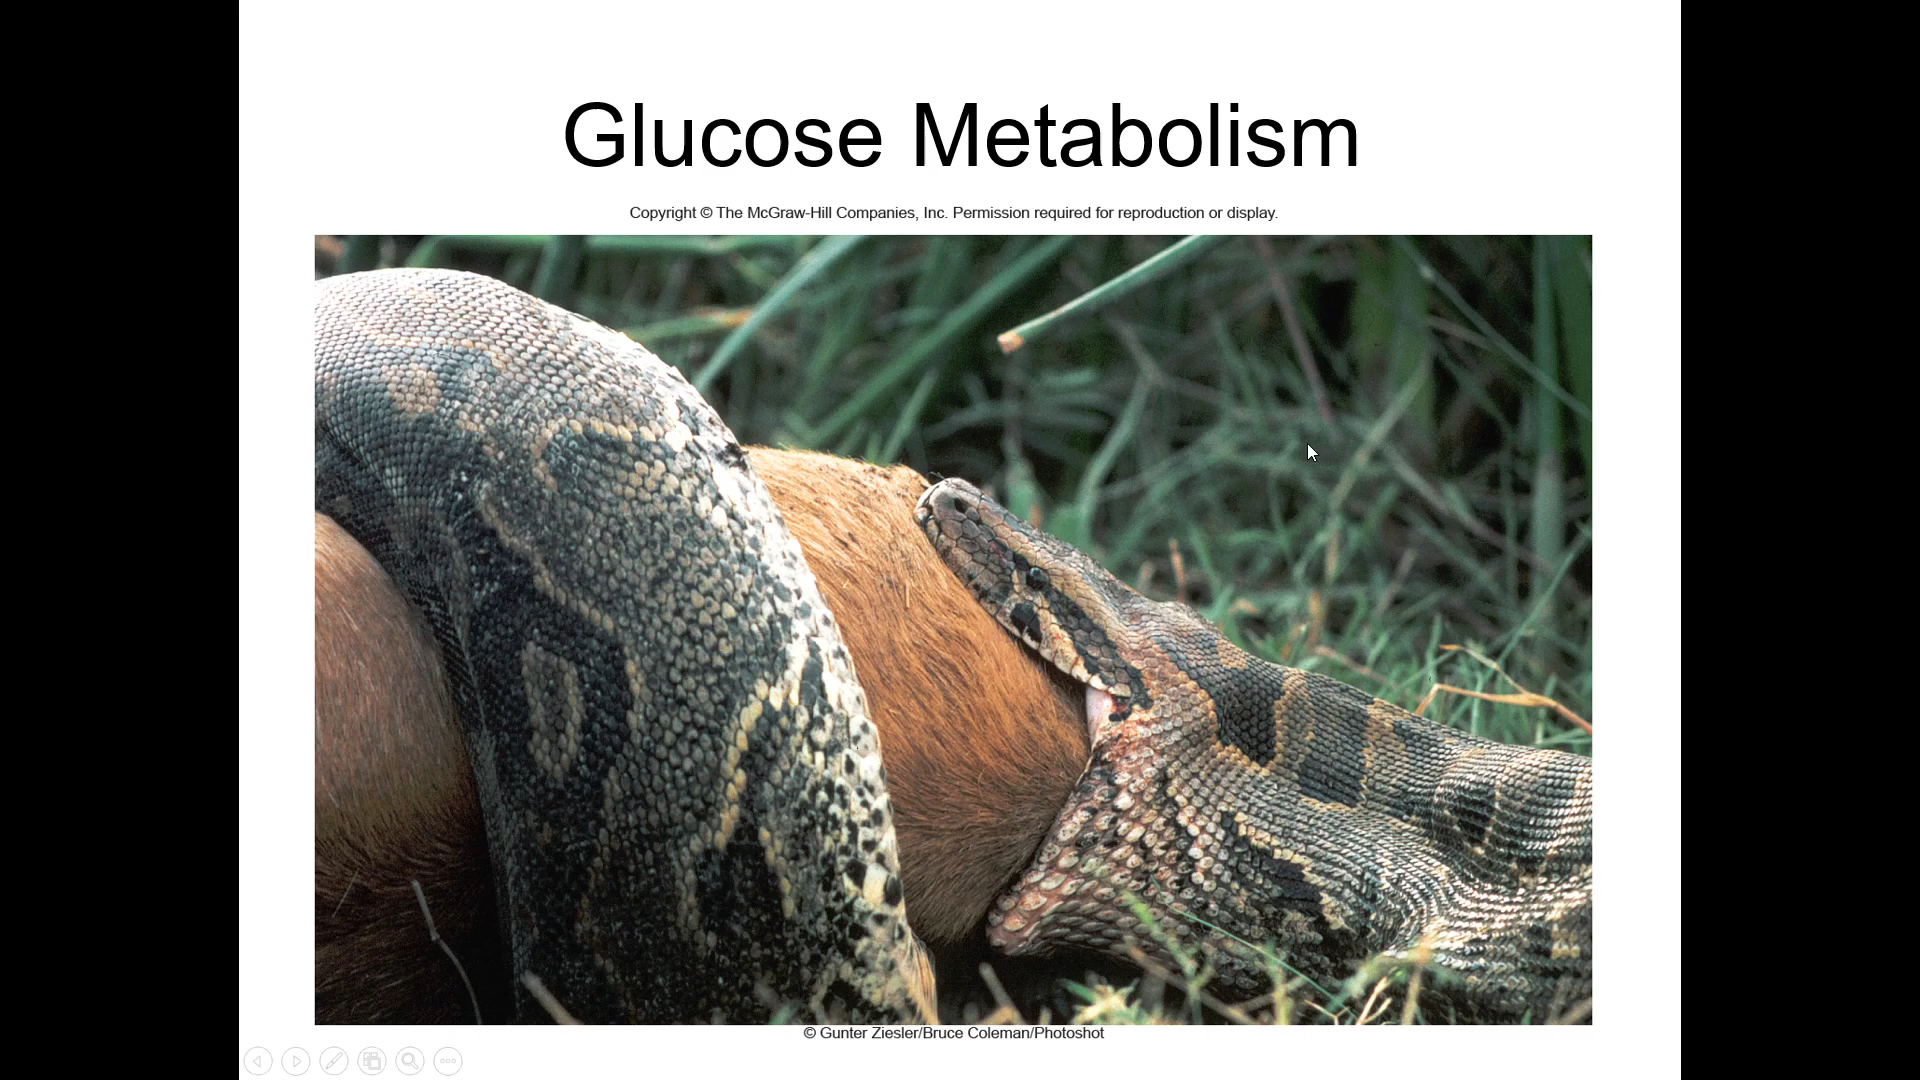 Glucose Metabolism
Copyright © The McGraw-Hill Companies, Inc. Permission required for reproduction or display.
© Gunter Ziesler/Bruce Coleman/Photoshot